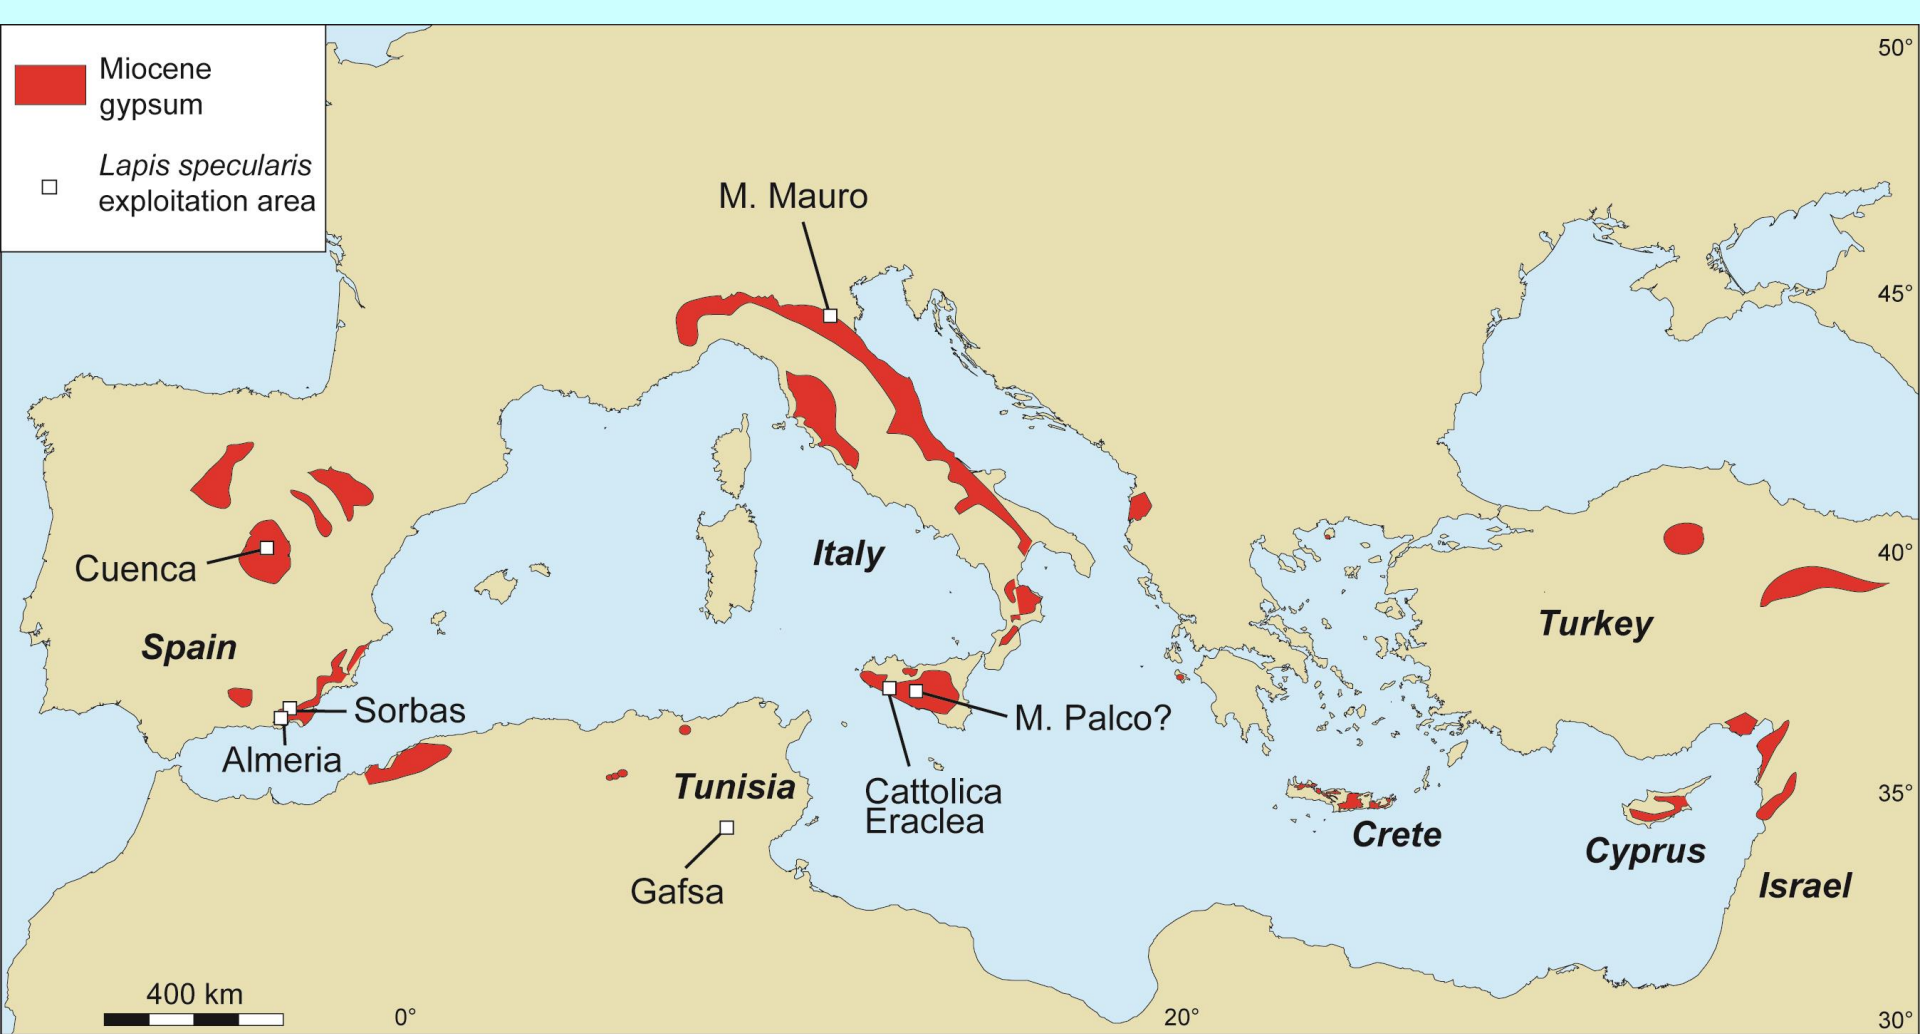 Miocene
gypsum
Lapis specularis
exploitation area
50°
M. Mauro
45°
Italy
40°
Cuenca
Turkey
Spain
Sorbas
M. Palco?
Almeria
Tunisia
Cattolica
Eraclea
35°
Crete
Cyprus
Gafsa
Israel
400 km
0°
20°
30°